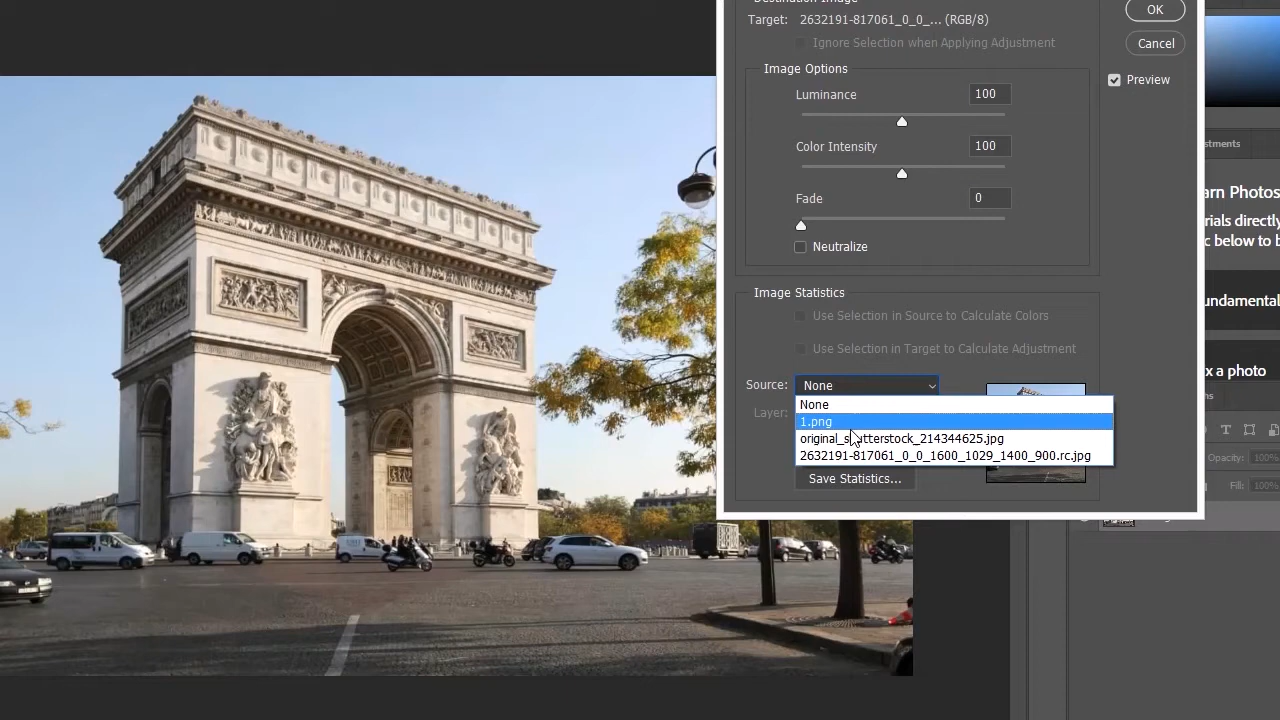 Destination Image
Target: 2632191-817061_0_0_... (RGB/8)
Ignore Selection when Applying Adjustment
OK
Cancel
Preview
Image Options
Luminance 100
Color Intensity 100
Fade 0
Neutralize
Image Statistics
Use Selection in Source to Calculate Colors
Use Selection in Target to Calculate Adjustment
Source: None
Layer:
None
1.png
original_shutterstock_214344625.jpg
2632191-817061_0_0_1600_1029_1400_900.rc.jpg
Save Statistics...
stments
arn Photos
rials directly
c below to b
undamental
x a photo
ns
Opacity: 100%
Fill: 100%